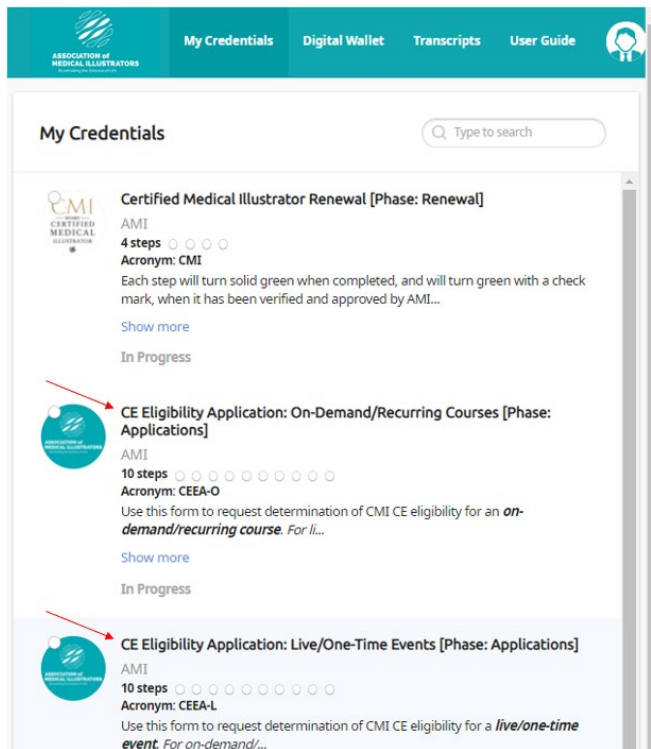 ASSOCIATION of
MEDICAL ILLUSTRATORS
My Credentials
Digital Wallet
Transcripts
User Guide
My Credentials
Type to search
CMI
CERTIFIED
MEDICAL
ILLUSTRATOR
Certified Medical Illustrator Renewal [Phase: Renewal]
AMI
4 steps
Acronym: CMI
Each step will turn solid green when completed, and will turn green with a check
mark, when it has been verified and approved by AMI...
Show more
In Progress
ASSOCIATION of
MEDICAL ILLUSTRATORS
CE Eligibility Application: On-Demand/Recurring Courses [Phase:
Applications]
AMI
10 steps
Acronym: CEEA-O
Use this form to request determination of CMI CE eligibility for an on-
demand/recurring course. For li...
Show more
In Progress
ASSOCIATION of
MEDICAL ILLUSTRATORS
CE Eligibility Application: Live/One-Time Events [Phase: Applications]
AMI
10 steps
Acronym: CEEA-L
Use this form to request determination of CMI CE eligibility for a live/one-time
event. For on-demand/...